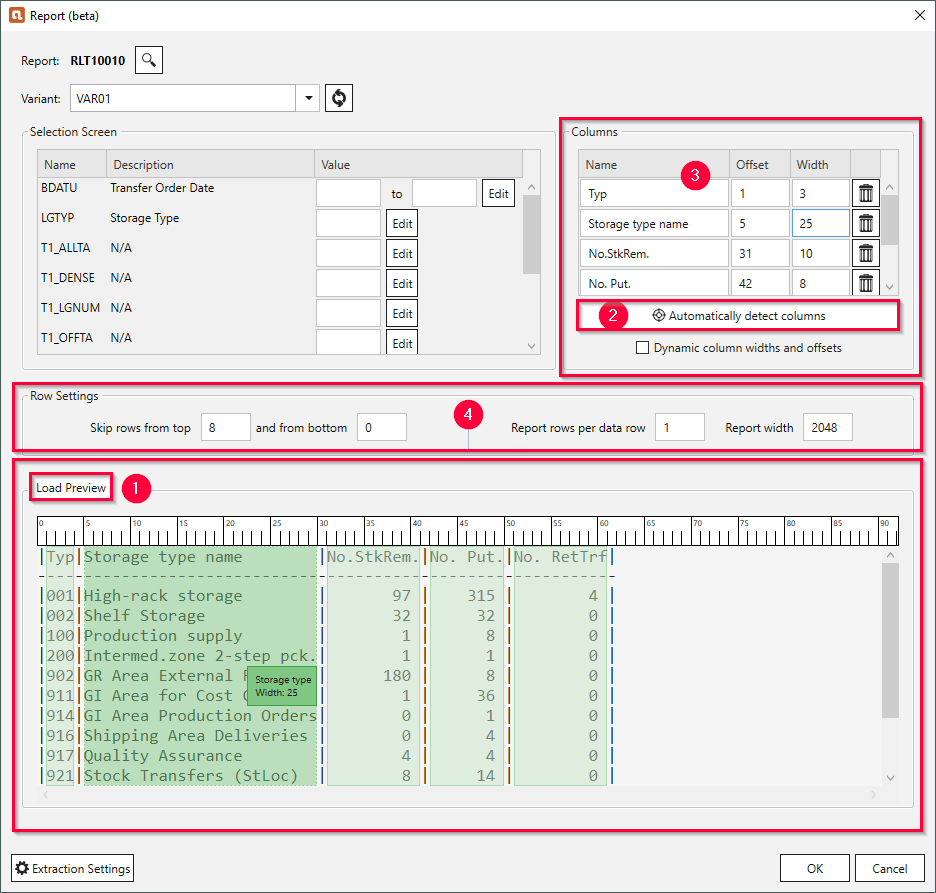 Report (beta)
Report: RLT10010
Variant: VAR01
Selection Screen
Name Description Value
BDATU Transfer Order Date to Edit
LGTYP Storage Type Edit
T1_ALLTA N/A Edit
T1_DENSE N/A Edit
T1_LGNUM N/A Edit
T1_OFFTA N/A Edit
Columns
Name 3 Offset Width
Typ 1 3
Storage type name 5 25
No.StkRem. 31 10
No. Put. 42 8
2 Automatically detect columns
Dynamic column widths and offsets
Row Settings
Skip rows from top 8 and from bottom 0 4 Report rows per data row 1 Report width 2048
Load Preview 1
0 5 10 15 20 25 30 35 40 45 50 55 60 65 70 75 80 85 90
|Typ|Storage type name |No.StkRem.|No. Put.|No. RetTrf|
--------------------------------------------------------------
|001|High-rack storage | 97| 315| 4|
|002|Shelf Storage | 32| 32| 0|
|100|Production supply | 1| 8| 0|
|200|Intermed.zone 2-step pck.| 1| 1| 0|
|902|GR Area External | 180| 8| 0|
|911|GI Area for Cost | 1| 36| 0|
|914|GI Area Production Orders| 0| 1| 0|
|916|Shipping Area Deliveries | 0| 4| 0|
|917|Quality Assurance | 4| 4| 0|
|921|Stock Transfers (StLoc) | 8| 14| 0|
Storage type
Width: 25
Extraction Settings OK Cancel